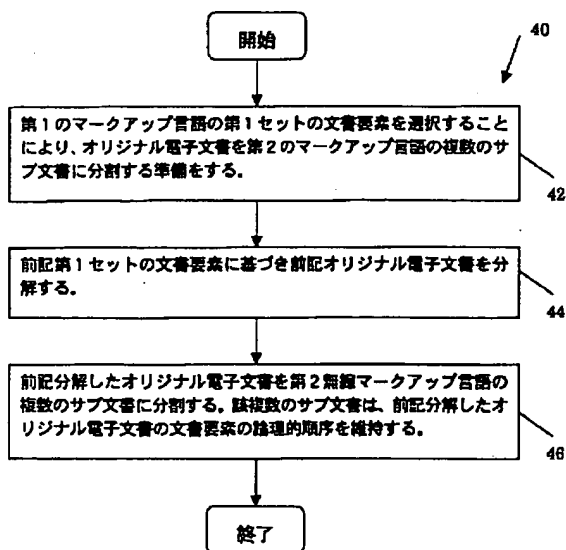 開始
40
第1のマークアップ言語の第1セットの文書要素を選択すること
により、オリジナル電子文書を第2のマークアップ言語の複数のサ
ブ文書に分割する準備をする。
42
前記第1セットの文書要素に基づき前記オリジナル電子文書を分
解する。
44
前記分解したオリジナル電子文書を第2無線マークアップ言語の
複数のサブ文書に分割する。該複数のサブ文書は、前記分解したオ
リジナル電子文書の文書要素の論理的順序を維持する。
46
終了